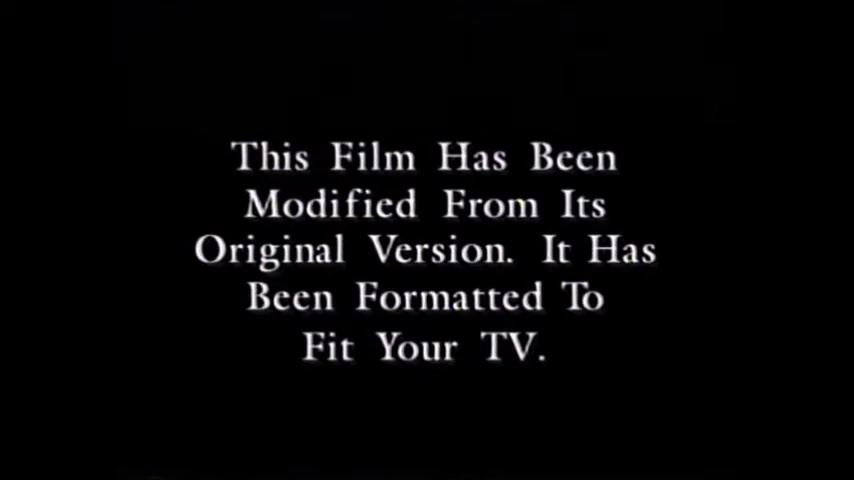 This Film Has Been
Modified From Its
Original Version. It Has
Been Formatted To
Fit Your TV.